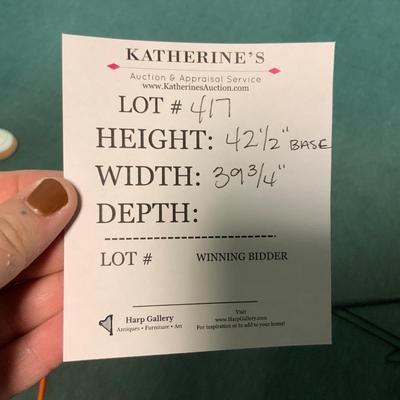 KATHERINE'S
Auction & Appraisal Service
www.KatherinesAuction.com
LOT # 417
HEIGHT: 42 1/2" BASE
WIDTH: 39 3/4"
DEPTH:
LOT # WINNING BIDDER
Harp Gallery
Antiques • Furniture • Art
Visit
www.HarpGallery.com
For inspiration or to add to your home!